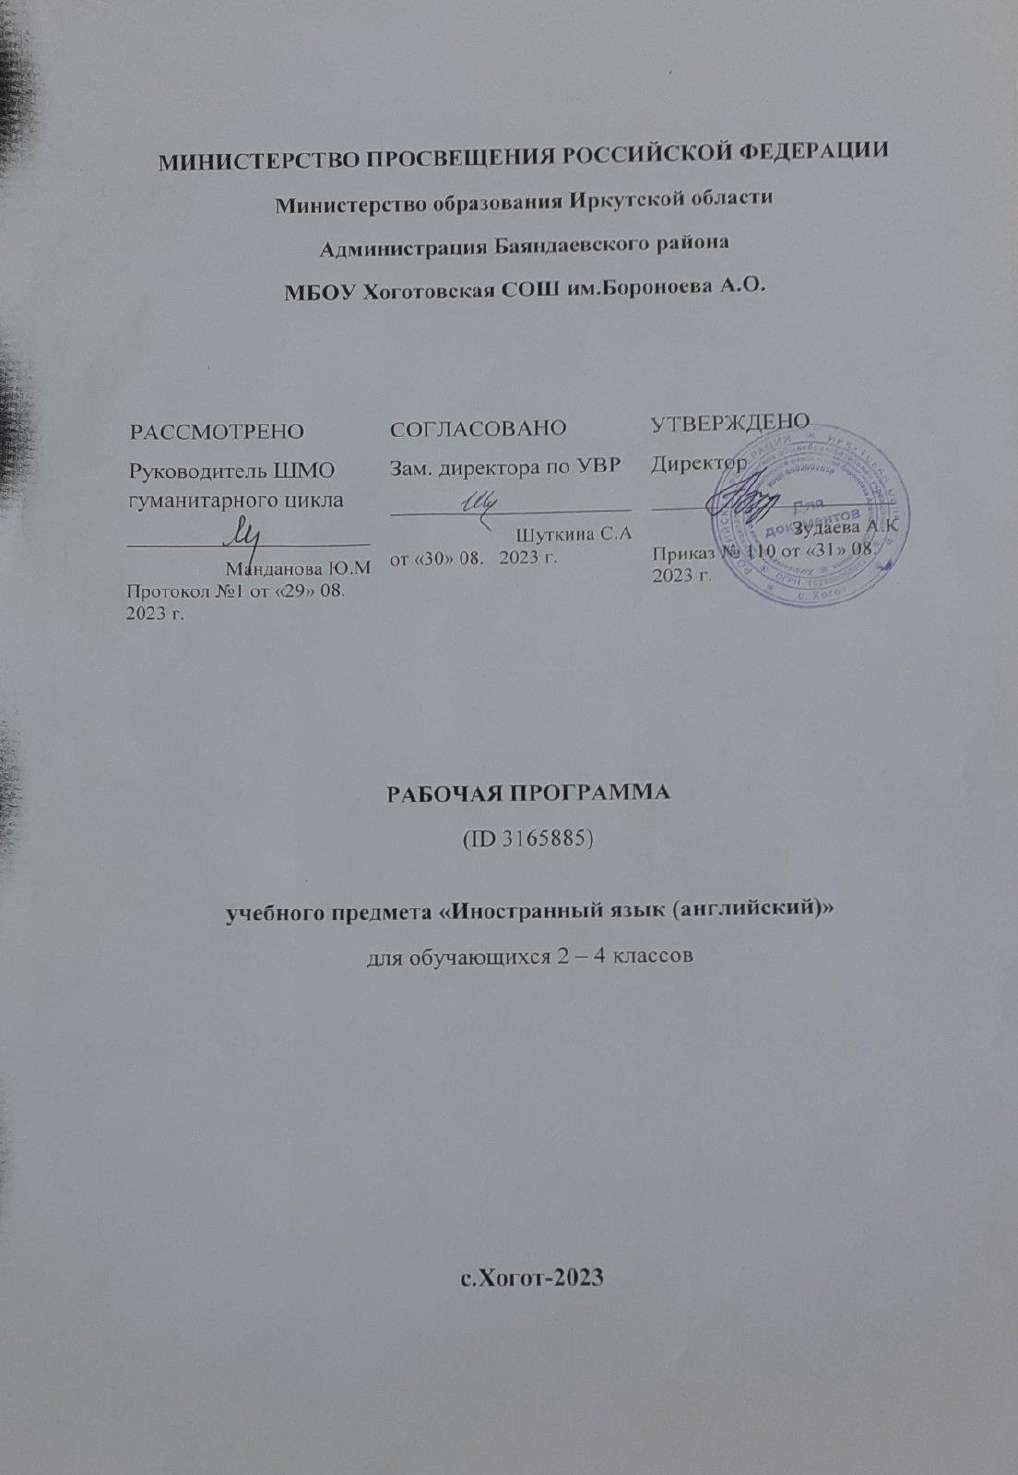 МИНИСТЕРСТВО ПРОСВЕЩЕНИЯ РОССИЙСКОЙ ФЕДЕРАЦИИ
Министерство образования Иркутской области
Администрация Баяндаевского района
МБОУ Хоготовская СОШ им.Бороноева А.О.
РАССМОТРЕНО
Руководитель ШМО
гуманитарного цикла
Манданова Ю.М
Протокол №1 от «29» 08.
2023 г.
СОГЛАСОВАНО
Зам. директора по УВР
Шуткина С.А
от «30» 08. 2023 г.
УТВЕРЖДЕНО
Директор
Зудаева А.К
Приказ № 110 от «31» 08.
2023 г.
Для
документов
с. Хогот
РАБОЧАЯ ПРОГРАММА
(ID 3165885)
учебного предмета «Иностранный язык (английский)»
для обучающихся 2 – 4 классов
с.Хогот-2023